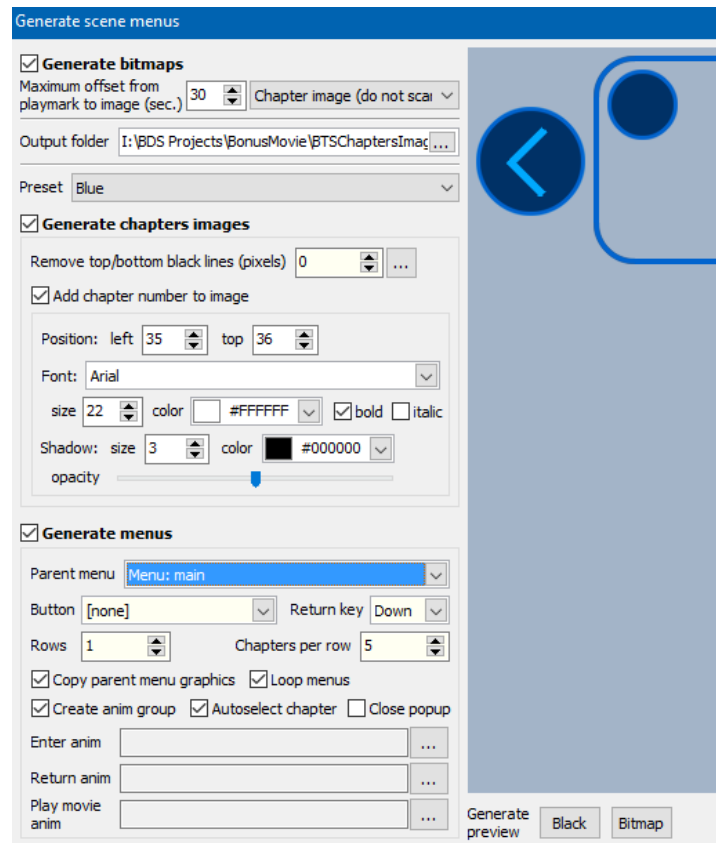 Generate scene menus
Generate bitmaps
Maximum offset from
playmark to image (sec.) 30 Chapter image (do not scal
Output folder I:\BDS Projects\BonusMovie\BTSChaptersImag ...
Preset Blue
Generate chapters images
Remove top/bottom black lines (pixels) 0 ...
Add chapter number to image
Position: left 35 top 36
Font: Arial
size 22 color #FFFFFF bold italic
Shadow: size 3 color #000000
opacity
Generate menus
Parent menu Menu: main
Button [none] Return key Down
Rows 1 Chapters per row 5
Copy parent menu graphics Loop menus
Create anim group Autoselect chapter Close popup
Enter anim ...
Return anim ...
Play movie
anim ...
Generate
preview Black Bitmap